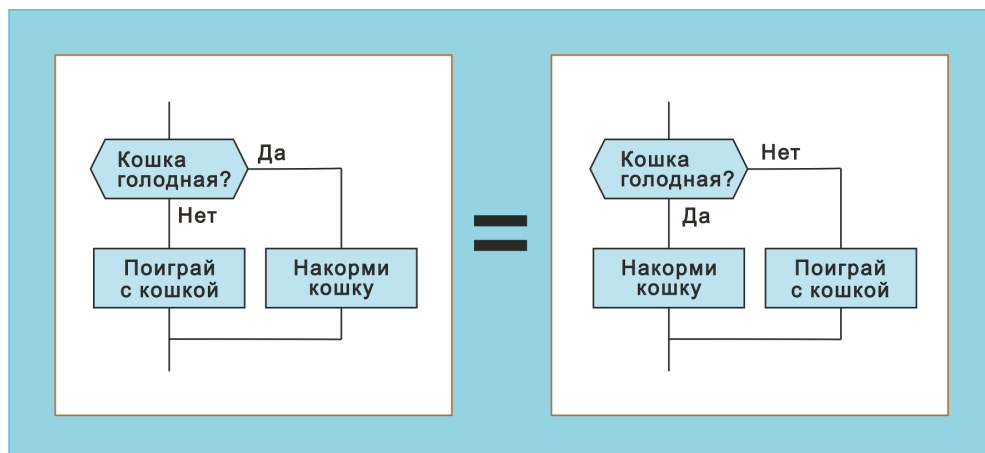 Кошка
голодная?
Да
Нет
Поиграй
с кошкой
Накорми
кошку
=
Кошка
голодная?
Нет
Да
Накорми
кошку
Поиграй
с кошкой